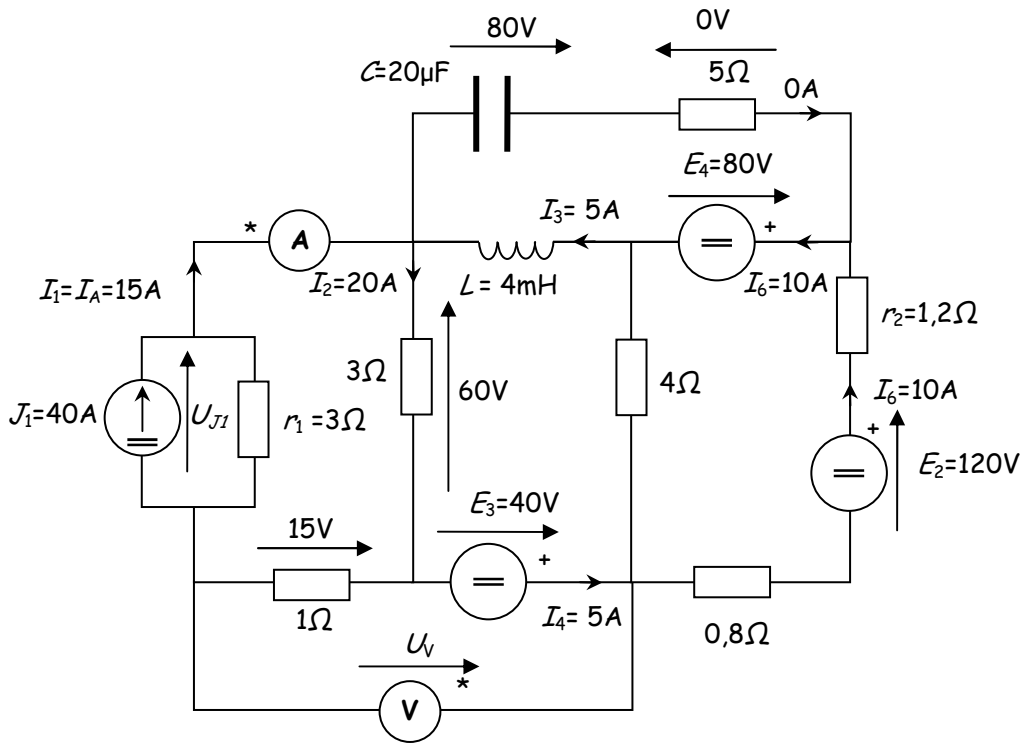 80V
0V
C=20µF
5Ω
0A
E4=80V
*
A
I3= 5A
+
I1=IA=15A
I2=20A
L= 4mH
I6=10A
r2=1,2Ω
3Ω
60V
4Ω
J1=40A
UJ1
r1 =3Ω
I6=10A
+
E2=120V
E3=40V
15V
+
1Ω
I4= 5A
0,8Ω
UV
*
V